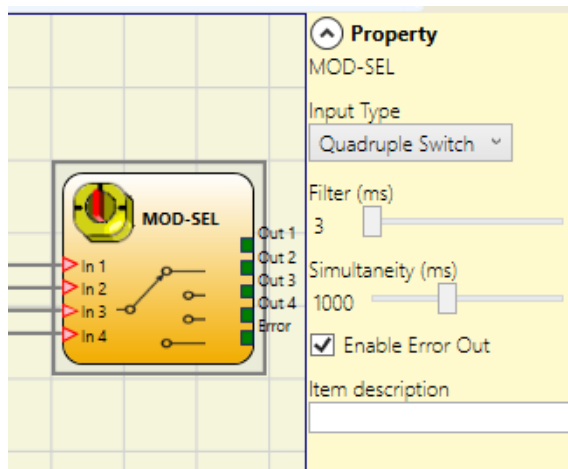 MOD-SEL
In 1
In 2
In 3
In 4
Out 1
Out 2
Out 3
Out 4
Error
Property
MOD-SEL
Input Type
Quadruple Switch
Filter (ms)
3
Simultaneity (ms)
1000
Enable Error Out
Item description